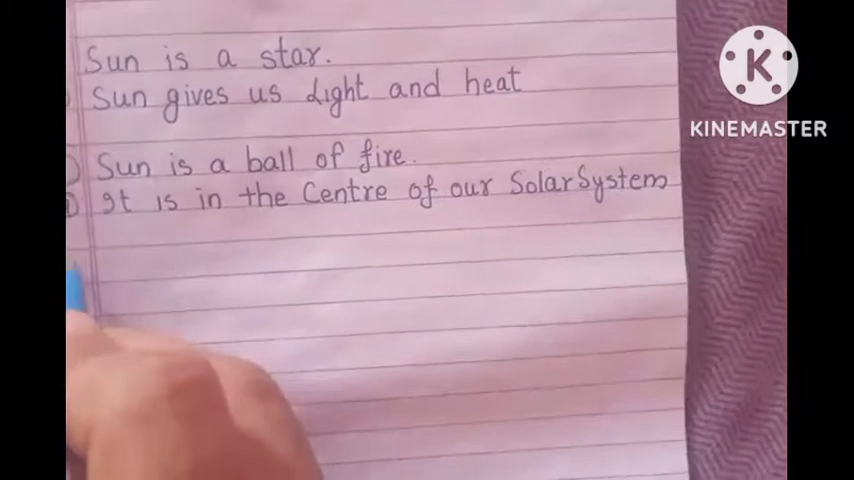 Sun is a star.
Sun gives us Light and heat
Sun is a ball of fire.
It is in the Centre of our Solar System
K
KINEMASTER